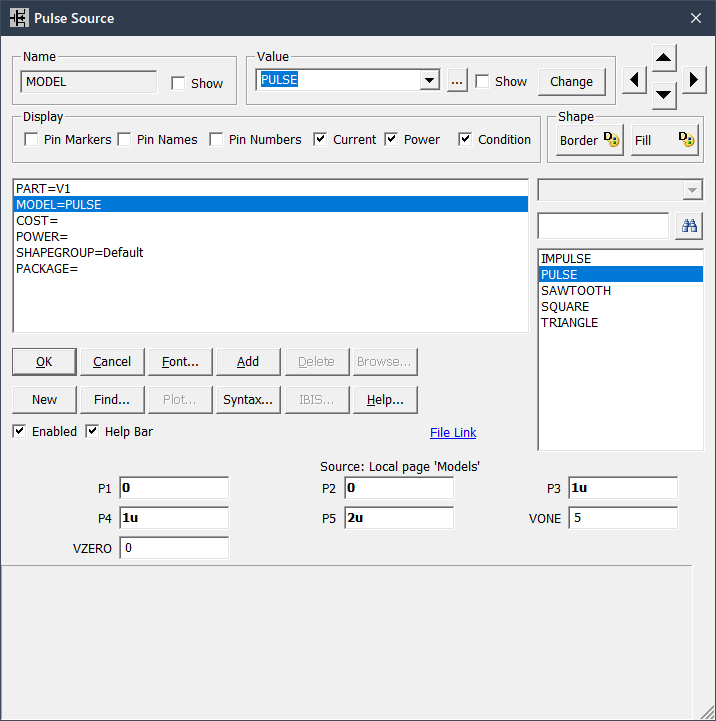 Pulse Source
Name
MODEL Show
Value
PULSE ... Show Change
Display
Pin Markers Pin Names Pin Numbers Current Power Condition
Shape
Border D Fill D
PART=V1
MODEL=PULSE
COST=
POWER=
SHAPEGROUP=Default
PACKAGE=
IMPULSE
PULSE
SAWTOOTH
SQUARE
TRIANGLE
OK Cancel Font... Add Delete Browse...
New Find... Plot... Syntax... IBIS... Help...
Enabled Help Bar File Link
Source: Local page 'Models'
P1 0 P2 0 P3 1u
P4 1u P5 2u VONE 5
VZERO 0